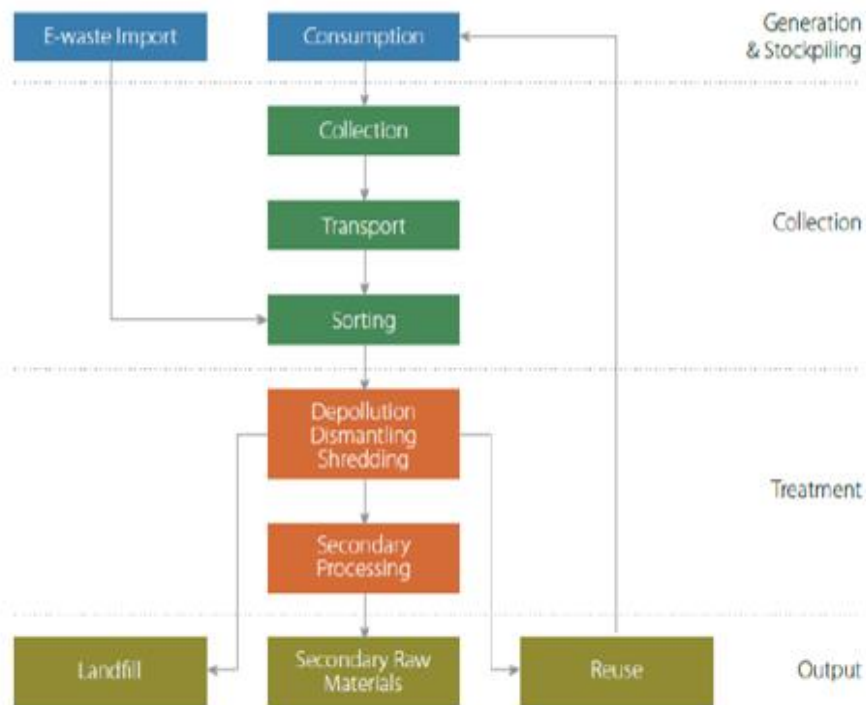 E-waste Import
Consumption
Generation
& Stockpiling
Collection
Transport
Collection
Sorting
Depollution
Dismantling
Shredding
Treatment
Secondary
Processing
Landfill
Secondary Raw
Materials
Reuse
Output